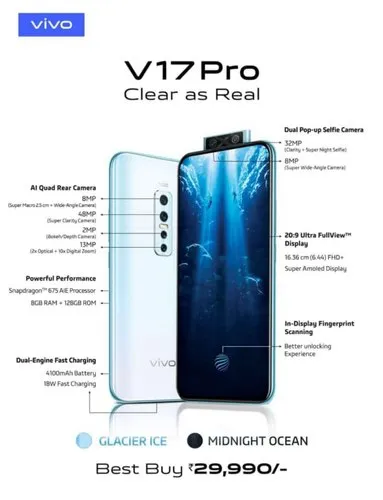 vivo
V17Pro
Clear as Real
Dual Pop-up Selfie Camera
32MP
(Clarity + Super Night Selfie)
8MP
(Super Wide-Angle Camera)
AI Quad Rear Camera
8MP
(Super Macro 2.5 cm + Wide-Angle Camera)
48MP
(Super Clarity Camera)
2MP
(Bokeh/Depth Camera)
13MP
(2x Optical + 10x Digital Zoom)
20:9 Ultra FullView™
Display
16.36 cm (6.44) FHD+
Super Amoled Display
Powerful Performance
Snapdragon™ 675 AIE Processor
8GB RAM + 128GB ROM
In-Display Fingerprint
Scanning
Better unlocking
Experience
Dual-Engine Fast Charging
4100mAh Battery
18W Fast Charging
vivo
GLACIER ICE
MIDNIGHT OCEAN
Best Buy ₹29,990/-